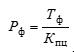 Pф = Tф / Kпц ,